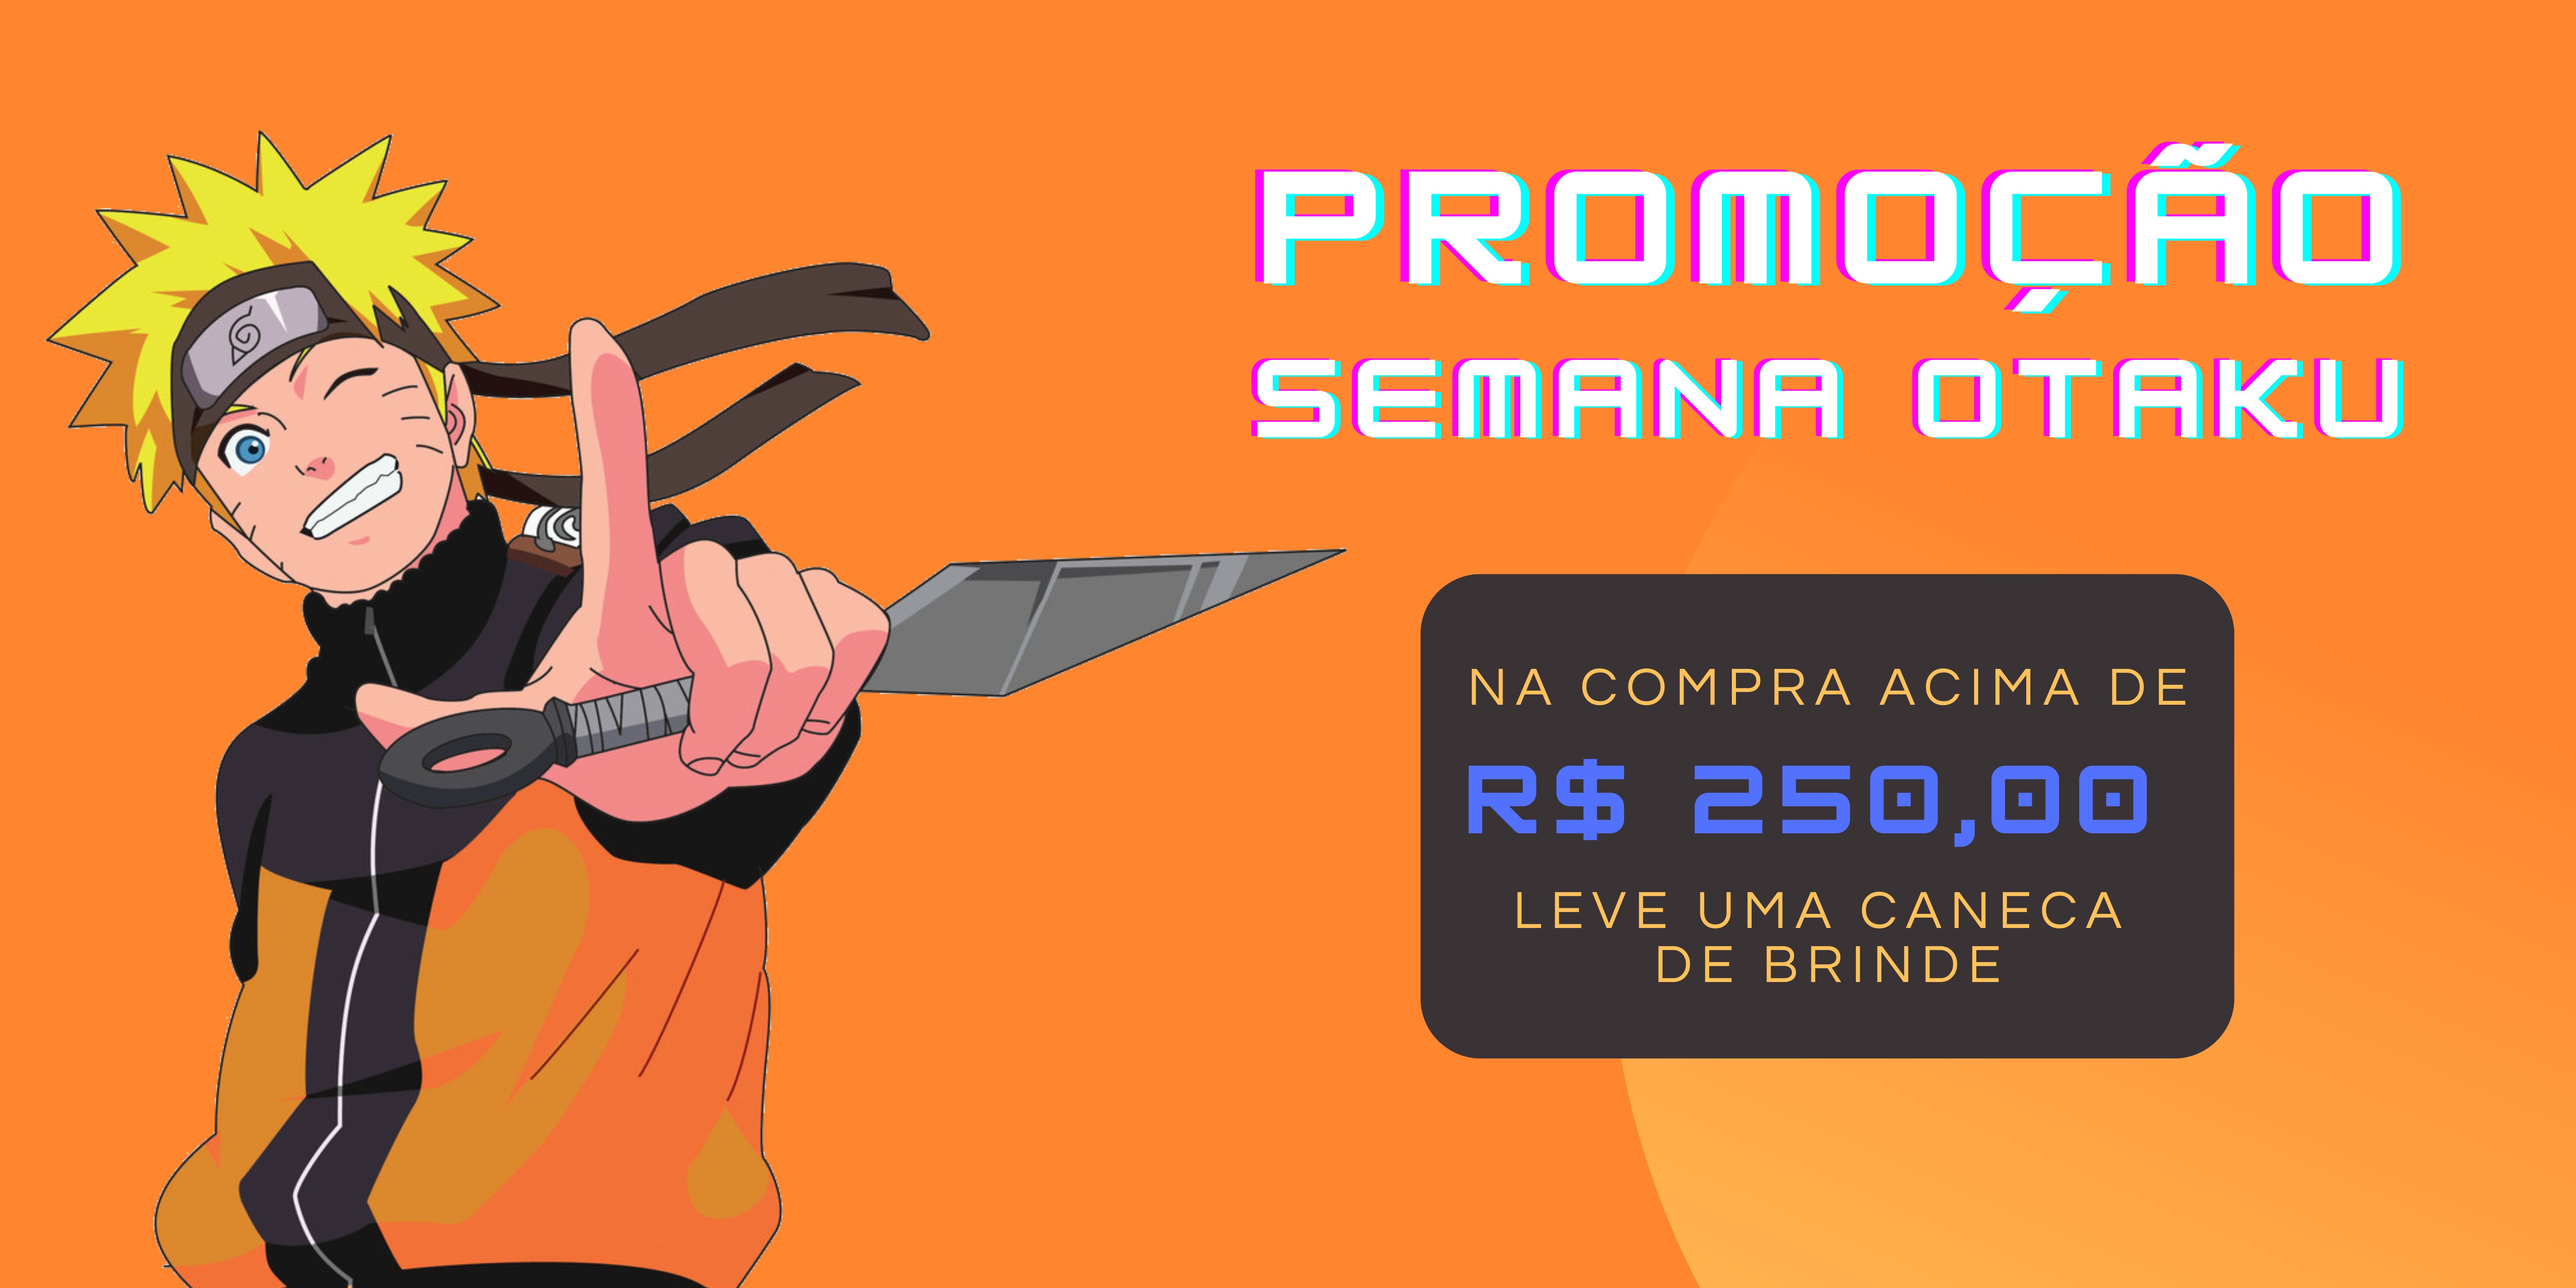 PROMOÇÃO
SEMANA OTAKU
NA COMPRA ACIMA DE
R$ 250,00
LEVE UMA CANECA
DE BRINDE